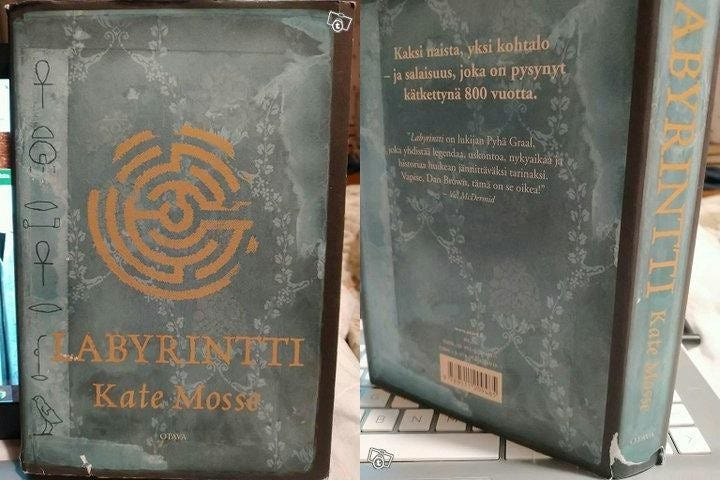 LABYRINTTI
Kate Mosse
OTAVA
Kaksi naista, yksi kohtalo
– ja salaisuus, joka on pysynyt
kätkettynä 800 vuotta.
"Labyrintti on lukijan Pyhä Graal,
joka yhdistää legendaa, uskontoa, nykyaikaa ja
historiaa huikean jännittäväksi tarinaksi.
Vapise, Dan Brown, tämä on se oikea!"
– Val McDermid
ABYRINTTI Kate Mosse
OTAVA